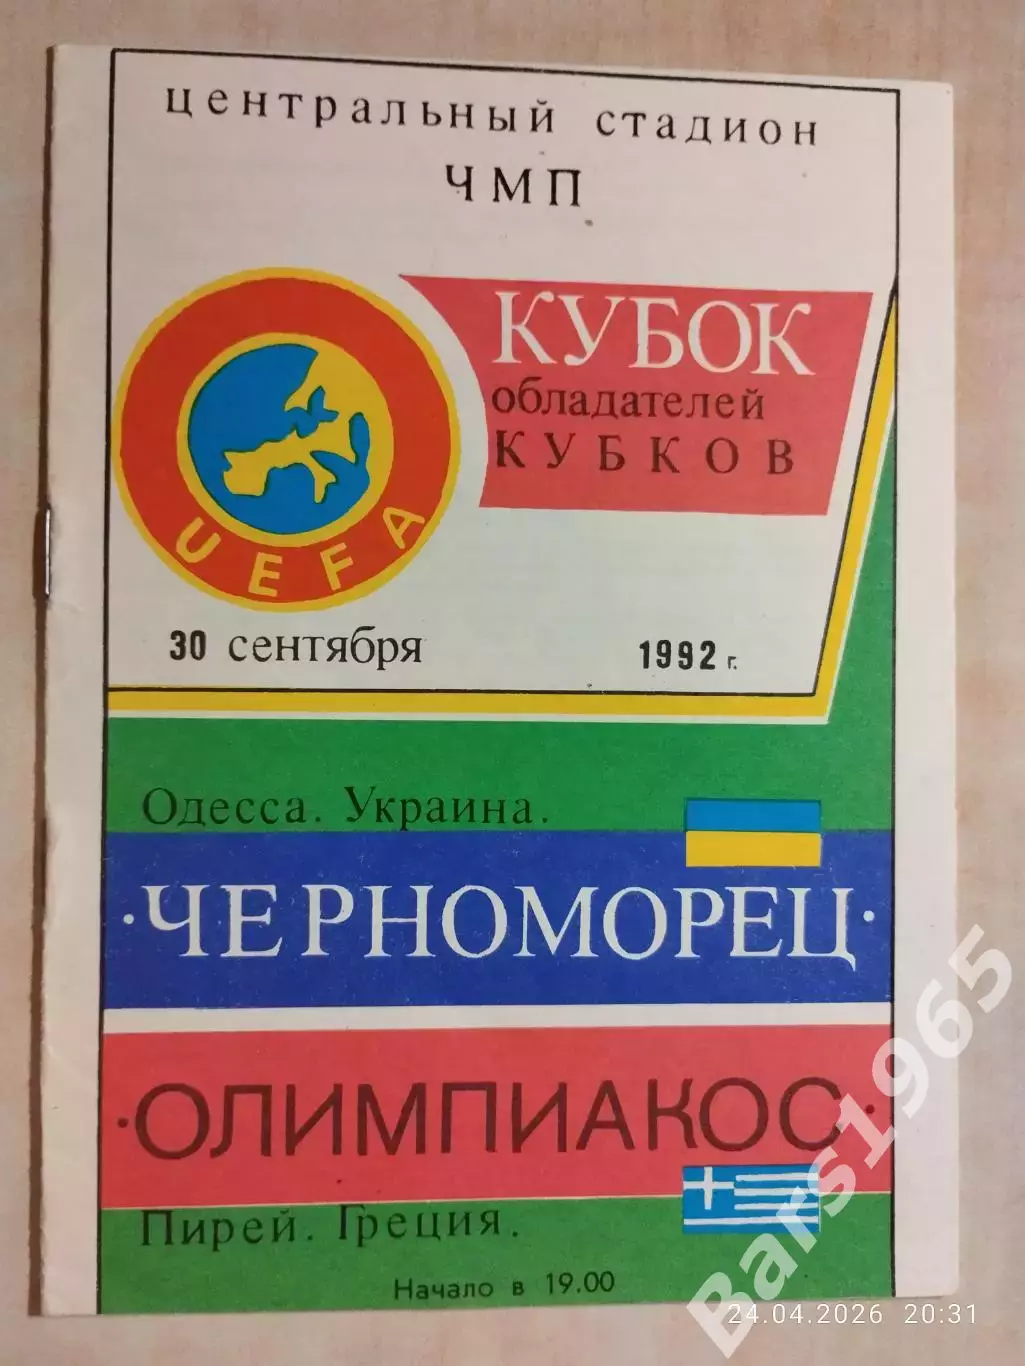 центральный стадион
ЧМП
КУБОК
обладателей
КУБКОВ
UEFA
30 сентября 1992 г.
Одесса. Украина.
·ЧЕРНОМОРЕЦ·
·ОЛИМПИАКОС·
Пирей. Греция.
Начало в 19.00
Bars1965
24.04.2026 20:31